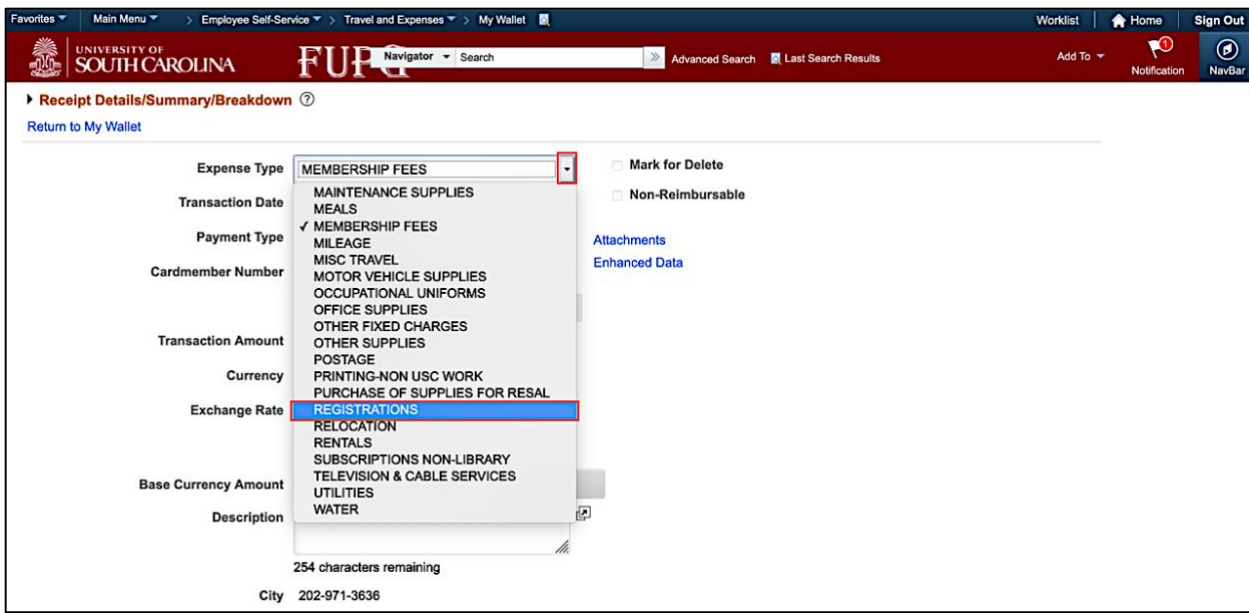 Favorites Main Menu > Employee Self-Service > Travel and Expenses > My Wallet Worklist Home Sign Out
UNIVERSITY OF
SOUTH CAROLINA
Navigator Search >> Advanced Search Last Search Results Add To 1 Notification NavBar
Receipt Details/Summary/Breakdown ?
Return to My Wallet
Expense Type MEMBERSHIP FEES Mark for Delete
MAINTENANCE SUPPLIES Non-Reimbursable
Transaction Date MEALS
Payment Type ✓ MEMBERSHIP FEES Attachments
MILEAGE
MISC TRAVEL Enhanced Data
Cardmember Number MOTOR VEHICLE SUPPLIES
OCCUPATIONAL UNIFORMS
OFFICE SUPPLIES
OTHER FIXED CHARGES
Transaction Amount OTHER SUPPLIES
POSTAGE
Currency PRINTING-NON USC WORK
PURCHASE OF SUPPLIES FOR RESAL
Exchange Rate REGISTRATIONS
RELOCATION
RENTALS
SUBSCRIPTIONS NON-LIBRARY
TELEVISION & CABLE SERVICES
Base Currency Amount UTILITIES
Description WATER
254 characters remaining
City 202-971-3636